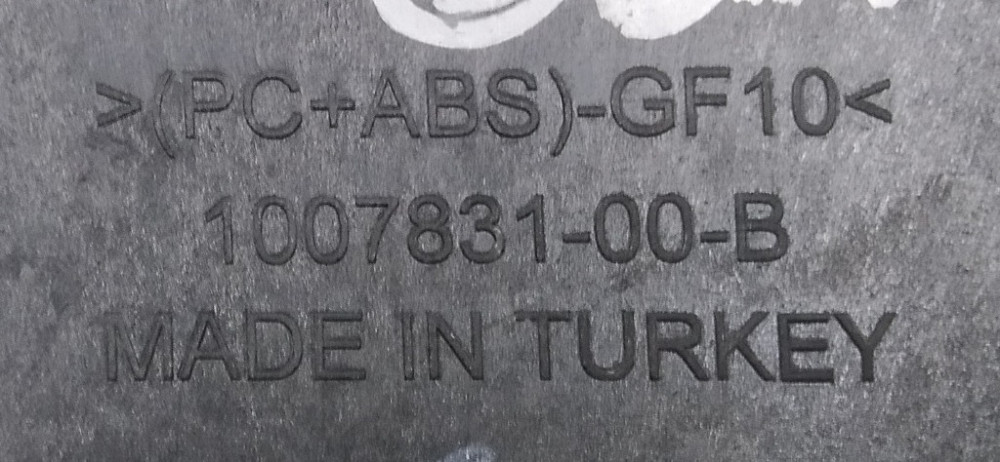 >(PC+ABS)-GF10<
1007831-00-B
MADE IN TURKEY